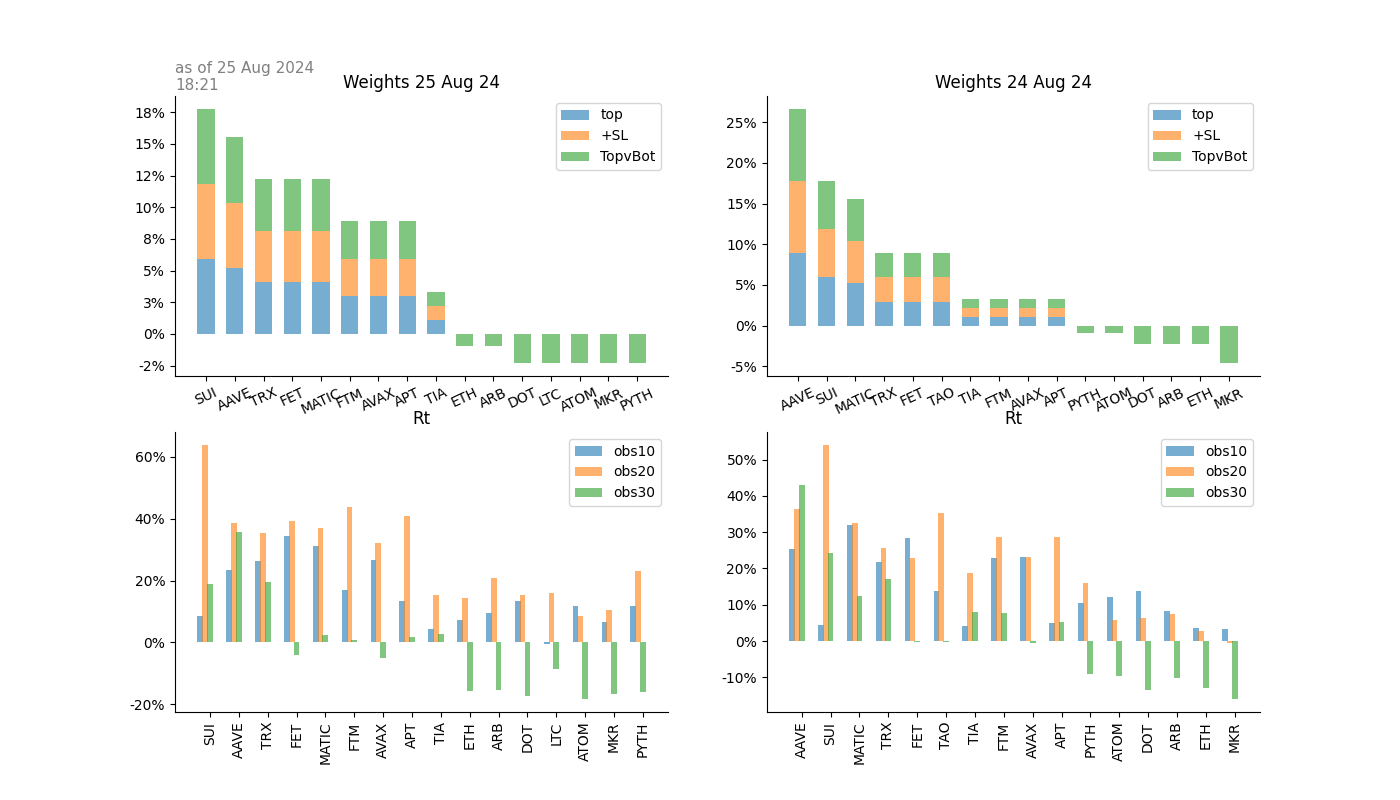 as of 25 Aug 2024
18:21
Weights 25 Aug 24
18%
15%
12%
10%
8%
5%
3%
0%
-2%
top
+SL
TopvBot
SUI AAVE TRX FET MATIC FTM AVAX APT TIA ETH ARB DOT LTC ATOM MKR PYTH
Weights 24 Aug 24
25%
20%
15%
10%
5%
0%
-5%
top
+SL
TopvBot
AAVE SUI MATIC TRX FET TAO TIA FTM AVAX APT PYTH ATOM DOT ARB ETH MKR
Rt
60%
40%
20%
0%
-20%
obs10
obs20
obs30
SUI AAVE TRX FET MATIC FTM AVAX APT TIA ETH ARB DOT LTC ATOM MKR PYTH
Rt
50%
40%
30%
20%
10%
0%
-10%
obs10
obs20
obs30
AAVE SUI MATIC TRX FET TAO TIA FTM AVAX APT PYTH ATOM DOT ARB ETH MKR